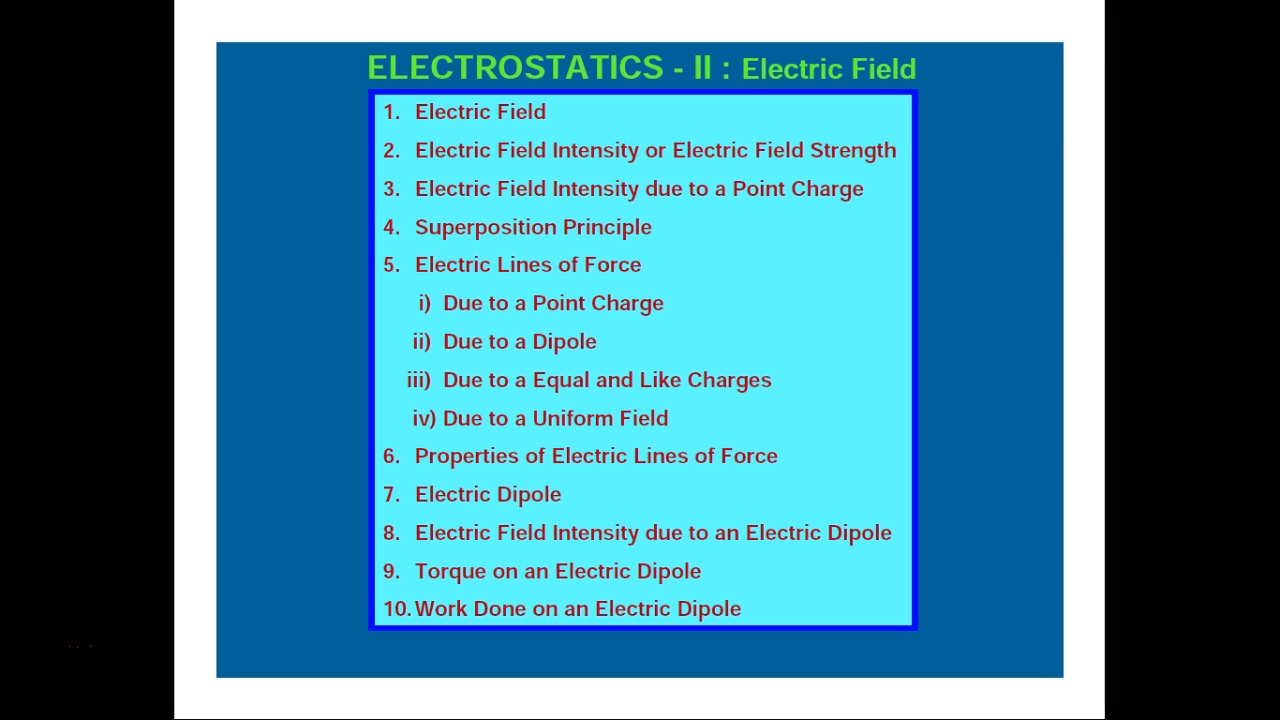 ELECTROSTATICS - II : Electric Field
1. Electric Field
2. Electric Field Intensity or Electric Field Strength
3. Electric Field Intensity due to a Point Charge
4. Superposition Principle
5. Electric Lines of Force
i) Due to a Point Charge
ii) Due to a Dipole
iii) Due to a Equal and Like Charges
iv) Due to a Uniform Field
6. Properties of Electric Lines of Force
7. Electric Dipole
8. Electric Field Intensity due to an Electric Dipole
9. Torque on an Electric Dipole
10. Work Done on an Electric Dipole